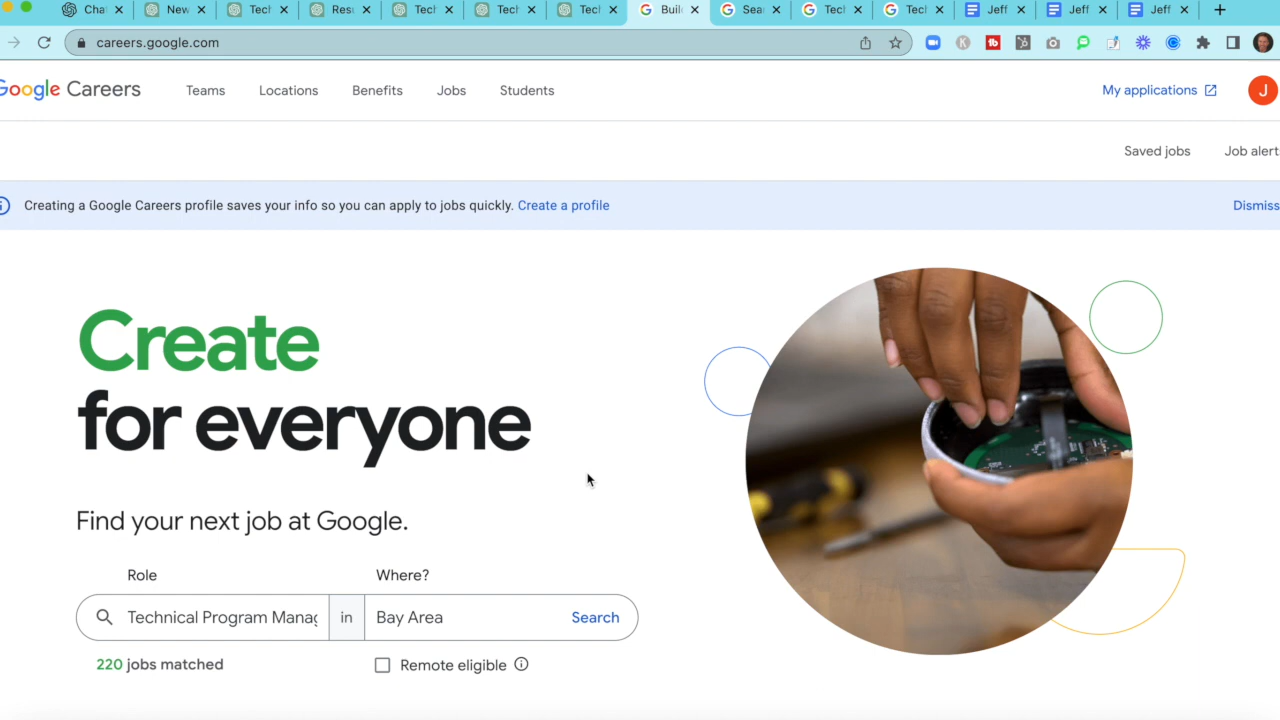 Cha New Tech Resu Tech Tech Tech Buil Sear Tech Tech Jeff Jeff Jeff
careers.google.com
Google Careers Teams Locations Benefits Jobs Students My applications J
Saved jobs Job alert
Creating a Google Careers profile saves your info so you can apply to jobs quickly. Create a profile Dismiss
Create
for everyone
Find your next job at Google.
Role Where?
Technical Program Manag in Bay Area Search
220 jobs matched Remote eligible